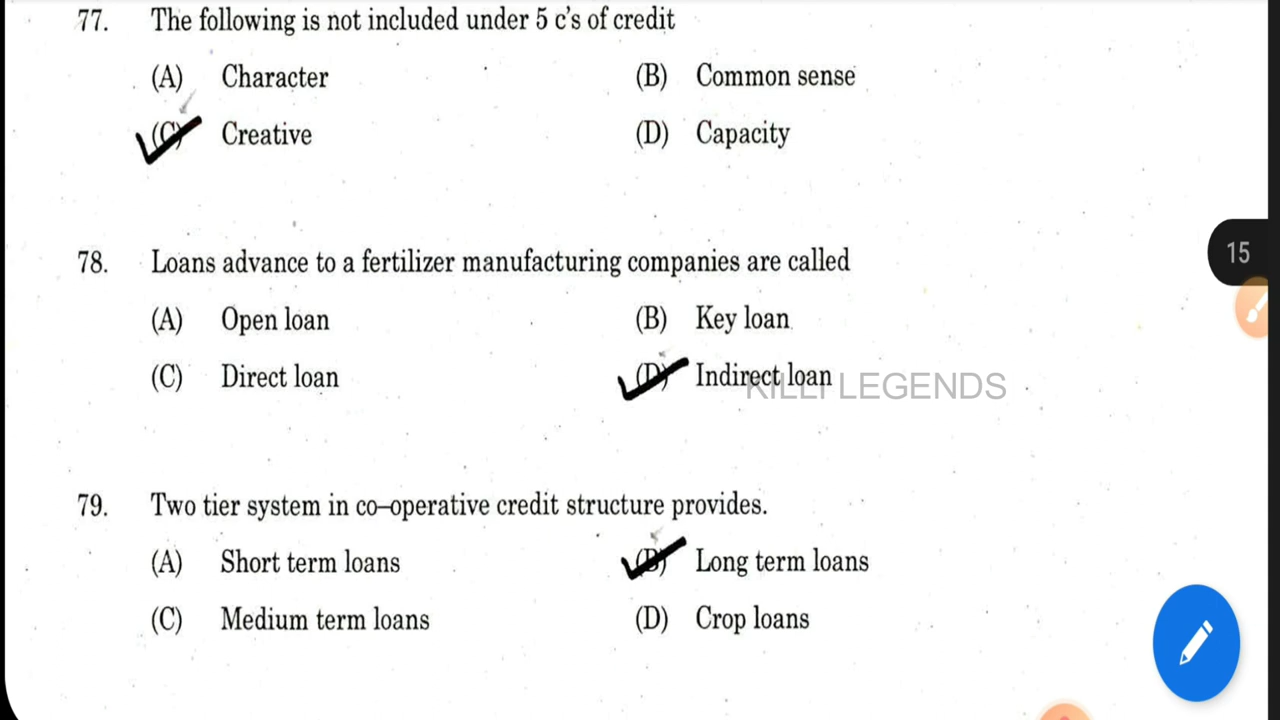 77. The following is not included under 5 c's of credit
(A) Character (B) Common sense
(C) Creative (D) Capacity
78. Loans advance to a fertilizer manufacturing companies are called
(A) Open loan (B) Key loan
(C) Direct loan (D) Indirect loan
KILLI LEGENDS
79. Two tier system in co–operative credit structure provides.
(A) Short term loans (B) Long term loans
(C) Medium term loans (D) Crop loans
15